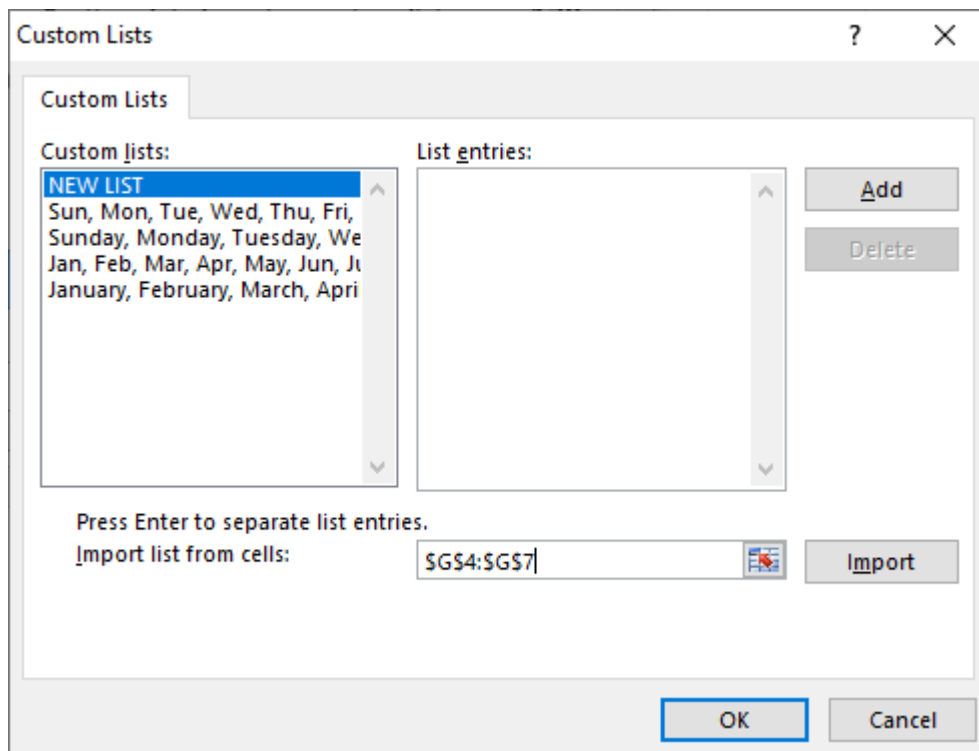 Custom Lists
?
Custom Lists
Custom lists:
List entries:
NEW LIST
Sun, Mon, Tue, Wed, Thu, Fri,
Sunday, Monday, Tuesday, We
Jan, Feb, Mar, Apr, May, Jun, Ju
January, February, March, Apri
Add
Delete
Press Enter to separate list entries.
Import list from cells:
$G$4:$G$7
Import
OK
Cancel